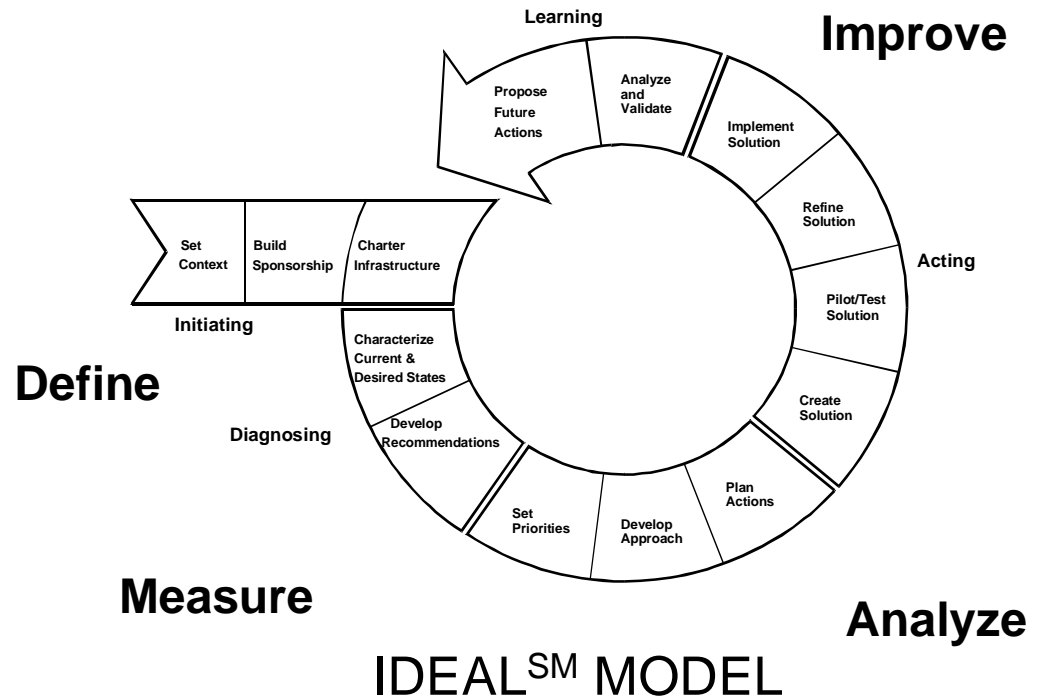 Learning
Improve
Propose
Future
Actions
Analyze
and
Validate
Implement
Solution
Refine
Solution
Acting
Pilot/Test
Solution
Create
Solution
Set
Context
Build
Sponsorship
Charter
Infrastructure
Initiating
Define
Characterize
Current &
Desired States
Diagnosing
Develop
Recommendations
Set
Priorities
Develop
Approach
Plan
Actions
Measure
Analyze
IDEALSM MODEL